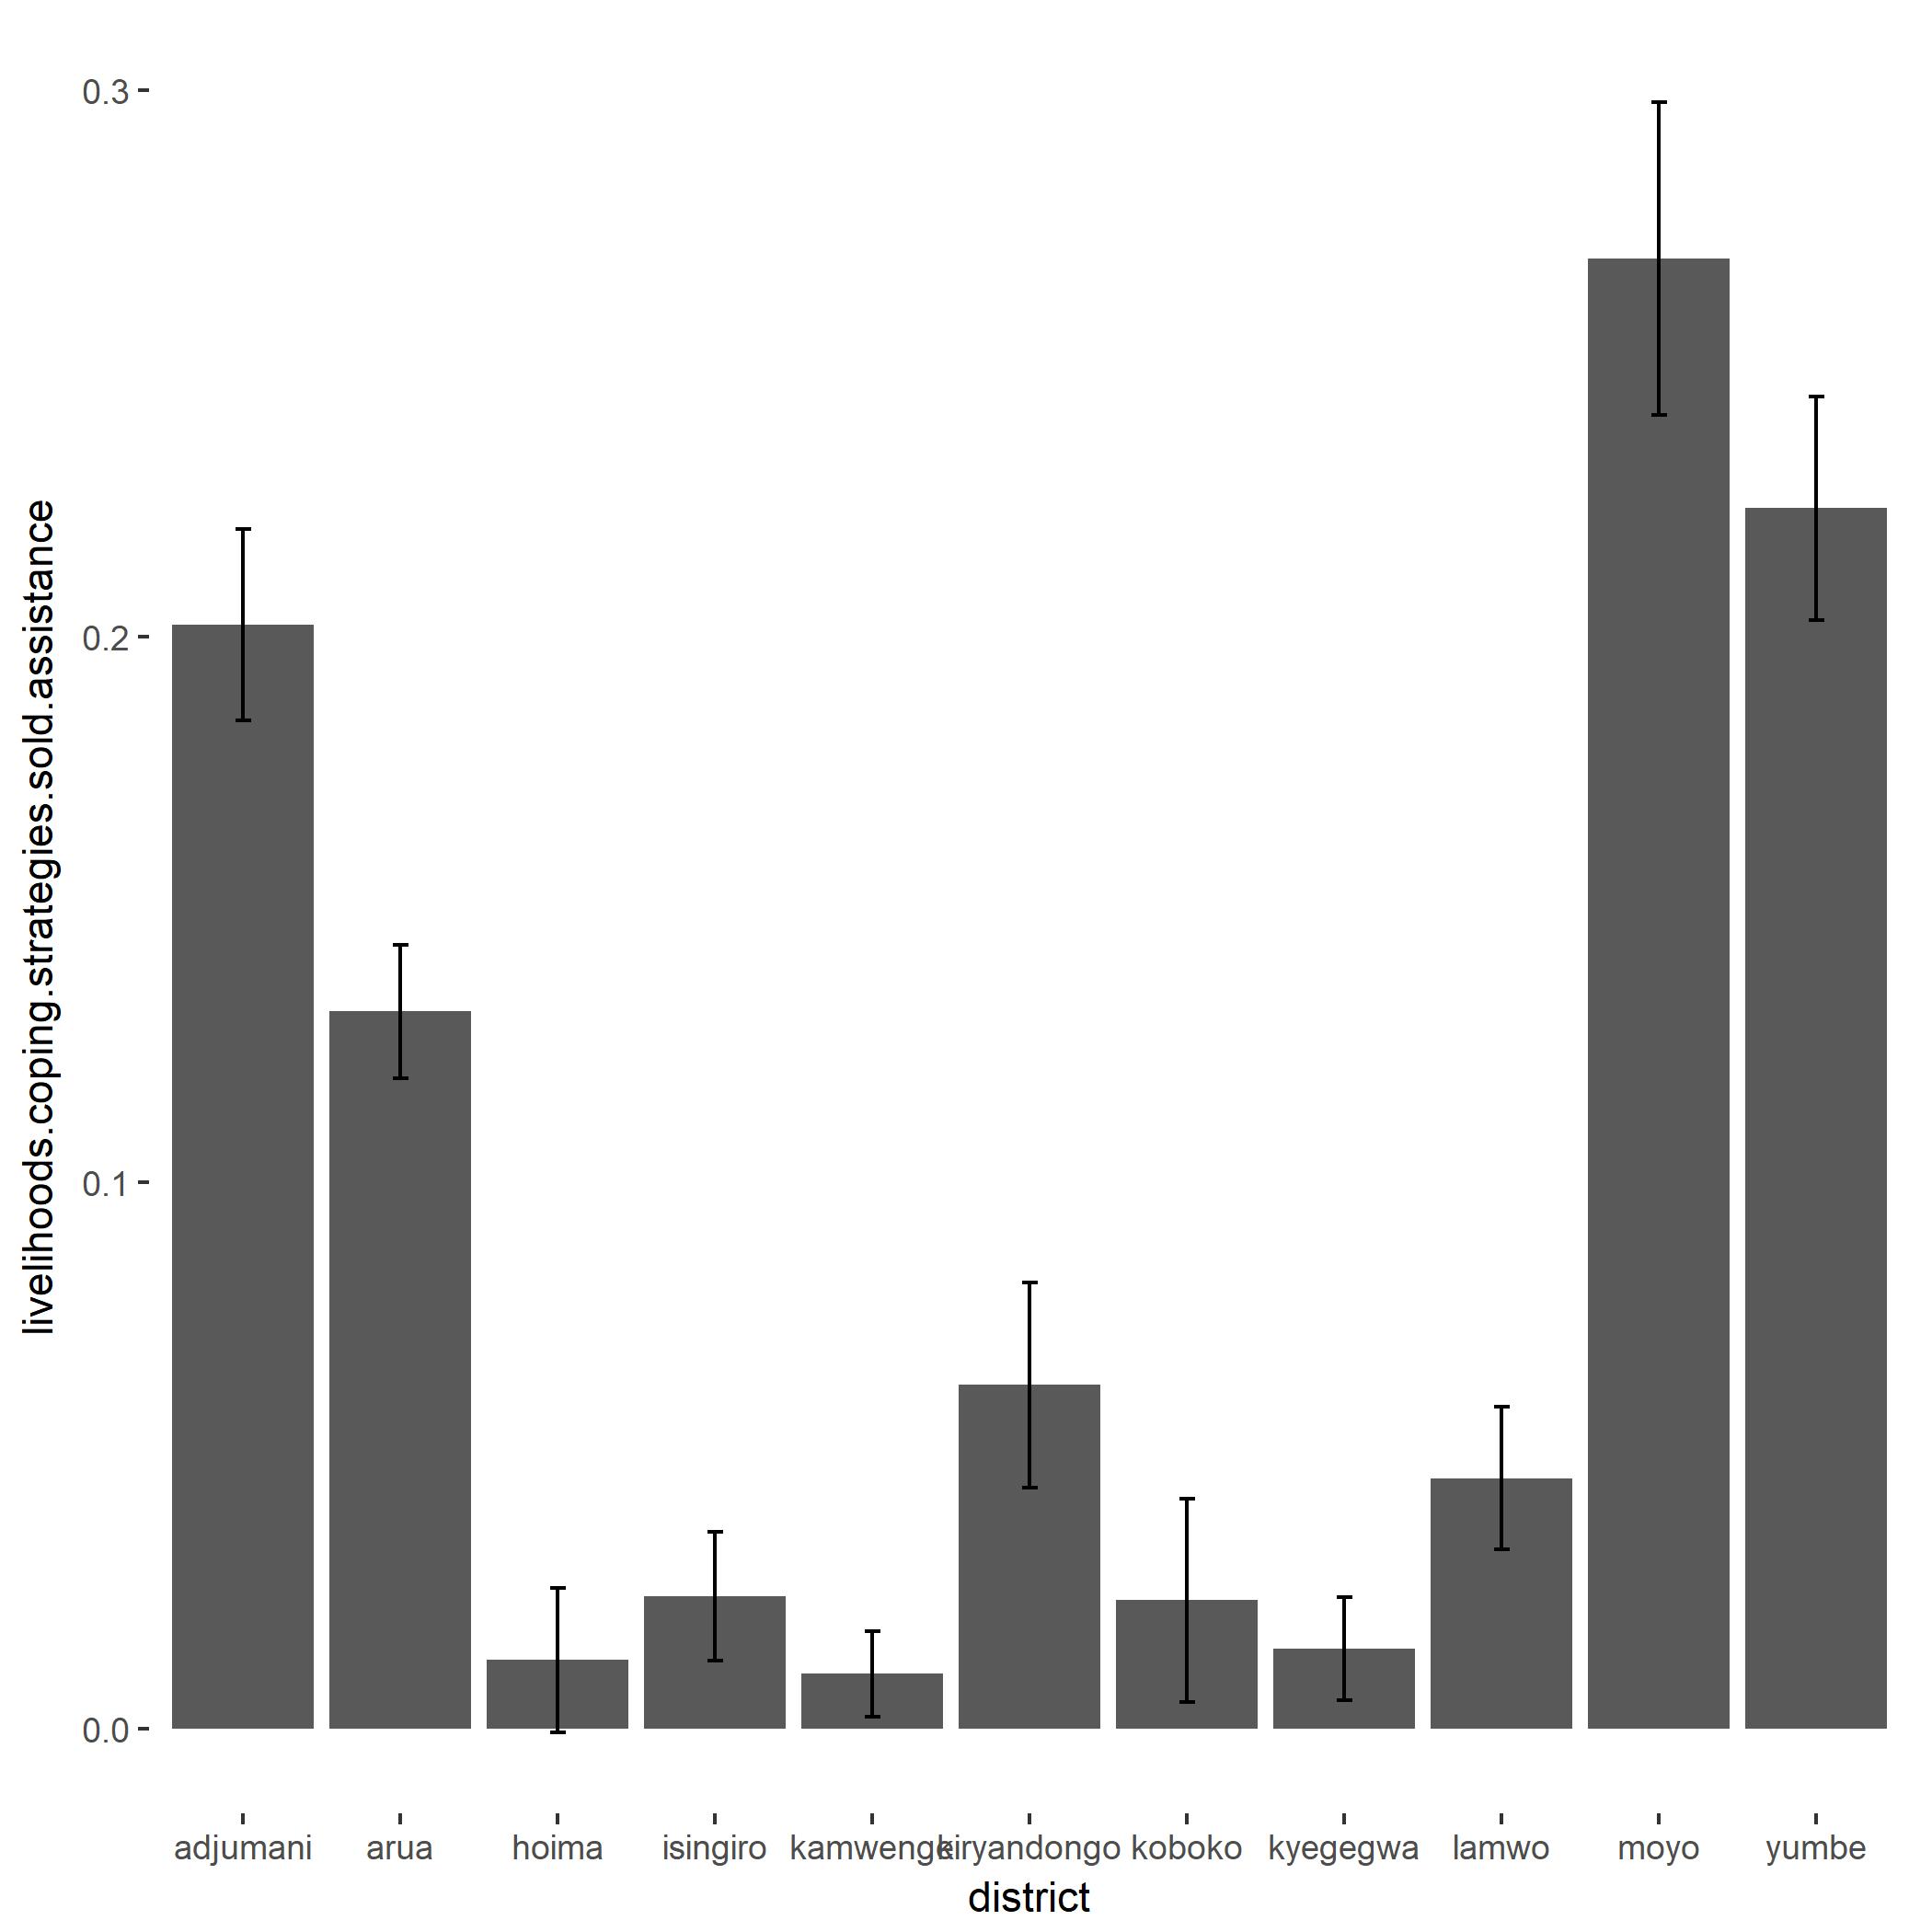 livelihoods.coping.strategies.sold.assistance
0.3
0.2
0.1
0.0
adjumani arua hoima isingiro kamwenge kiryandongo koboko kyegegwa lamwo moyo yumbe
district